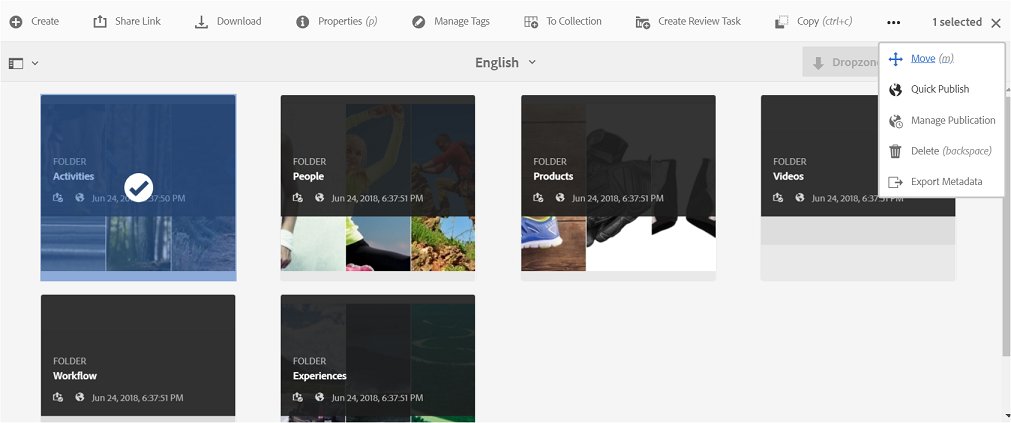 Create Share Link Download Properties (p) Manage Tags To Collection Create Review Task Copy (ctrl+c) ••• 1 selected
English
Dropzone
Move (m)
Quick Publish
Manage Publication
Delete (backspace)
Export Metadata
FOLDER
Activities
Jun 24, 2018, 6:37:50 PM
FOLDER
People
Jun 24, 2018, 6:37:51 PM
FOLDER
Products
Jun 24, 2018, 6:37:51 PM
FOLDER
Videos
Jun 24, 2018, 6:37:51 PM
FOLDER
Workflow
Jun 24, 2018, 6:37:51 PM
FOLDER
Experiences
Jun 24, 2018, 6:37:51 PM